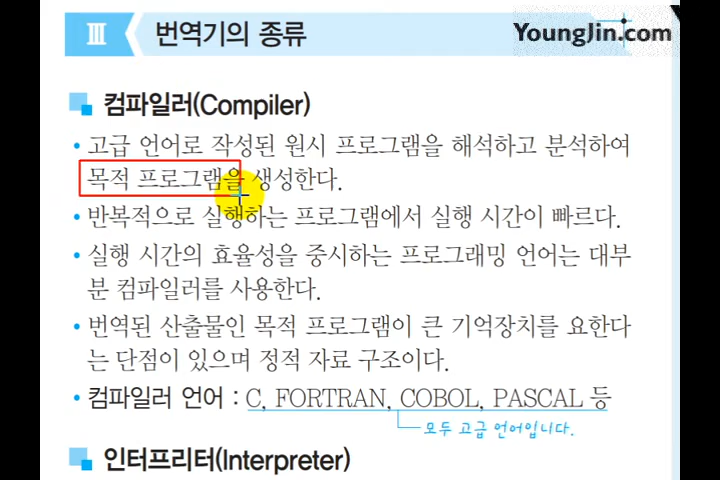 Ⅲ 번역기의 종류
YoungJin.com
컴파일러(Compiler)
• 고급 언어로 작성된 원시 프로그램을 해석하고 분석하여
목적 프로그램을 생성한다.
• 반복적으로 실행하는 프로그램에서 실행 시간이 빠르다.
• 실행 시간의 효율성을 중시하는 프로그래밍 언어는 대부
분 컴파일러를 사용한다.
• 번역된 산출물인 목적 프로그램이 큰 기억장치를 요한다
는 단점이 있으며 정적 자료 구조이다.
• 컴파일러 언어 : C, FORTRAN, COBOL, PASCAL 등
모두 고급 언어입니다.
인터프리터(Interpreter)